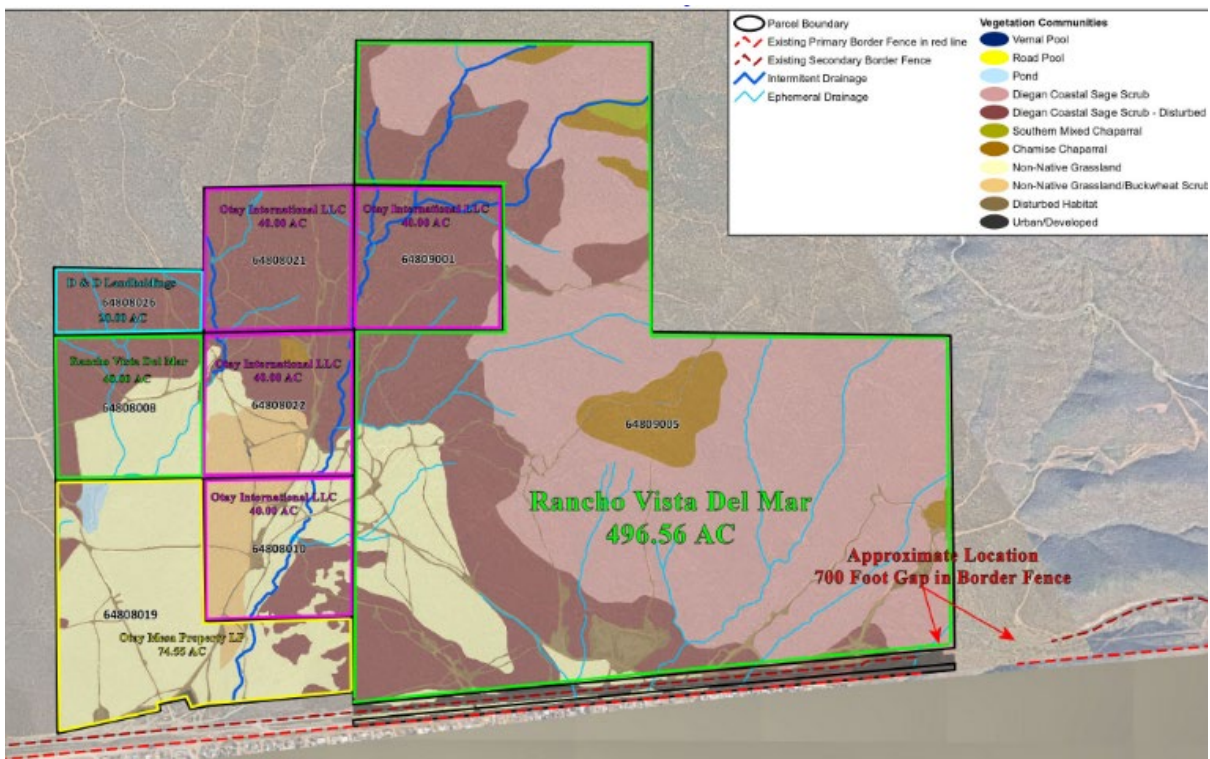 Parcel Boundary
Existing Primary Border Fence in red line
Existing Secondary Border Fence
Intermitent Drainage
Ephemeral Drainage
Vegetation Communities
Vernal Pool
Road Pool
Pond
Diegan Coastal Sage Scrub
Diegan Coastal Sage Scrub - Disturbed
Southern Mixed Chaparral
Chamise Chaparral
Non-Native Grassland
Non-Native Grassland/Buckwheat Scrub
Disturbed Habitat
Urban/Developed
Otay International LLC
40.00 AC
64808021
Otay International LLC
40.00 AC
64809001
D & D Landholdings
64808026
20.00 AC
Rancho Vista Del Mar
40.00 AC
64808008
Otay International LLC
40.00 AC
64808022
64809005
Otay International LLC
40.00 AC
64808010
Rancho Vista Del Mar
496.56 AC
Approximate Location
700 Foot Gap in Border Fence
64808019
Otay Mesa Property LP
74.55 AC